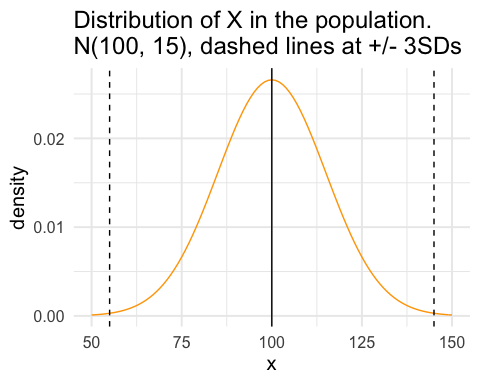 Distribution of X in the population.
N(100, 15), dashed lines at +/- 3SDs
density
0.02
0.01
0.00
50 75 100 125 150
x